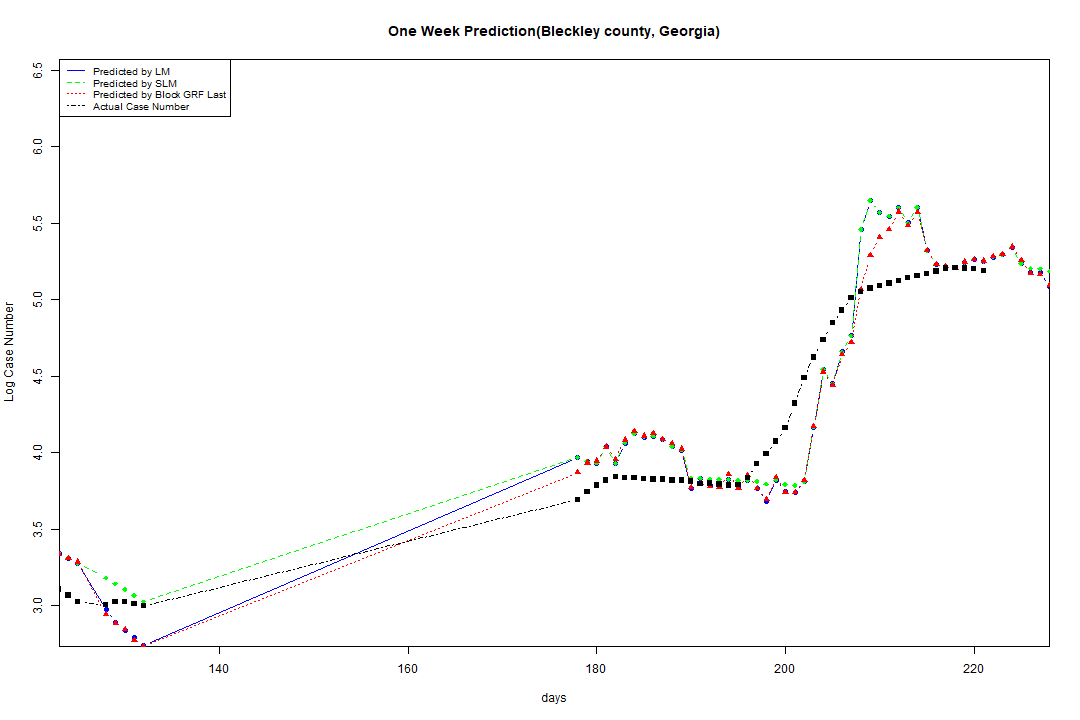 One Week Prediction(Bleckley county, Georgia)
Predicted by LM
Predicted by SLM
Predicted by Block GRF Last
Actual Case Number
6.5
6.0
5.5
5.0
4.5
4.0
3.5
3.0
Log Case Number
140 160 180 200 220
days